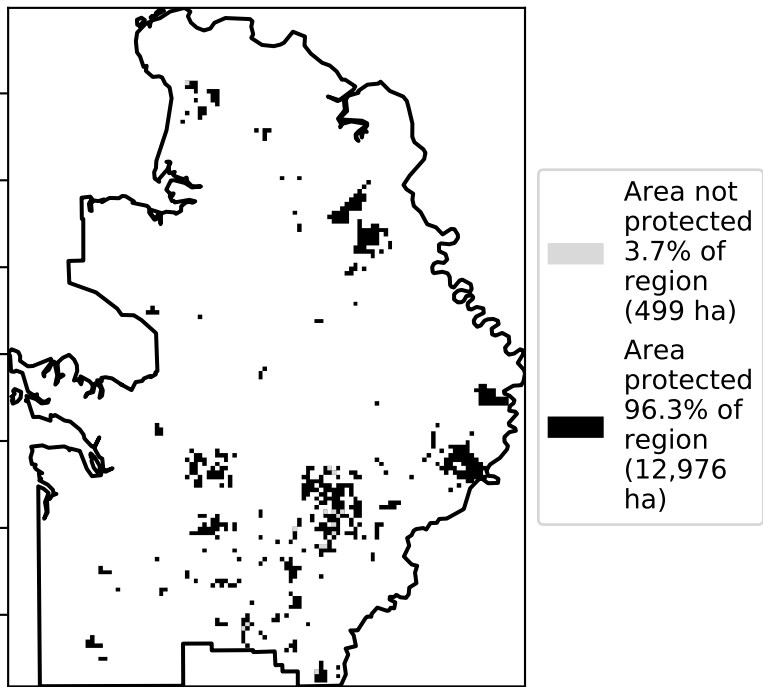 Area not
protected
3.7% of
region
(499 ha)
Area
protected
96.3% of
region
(12,976
ha)